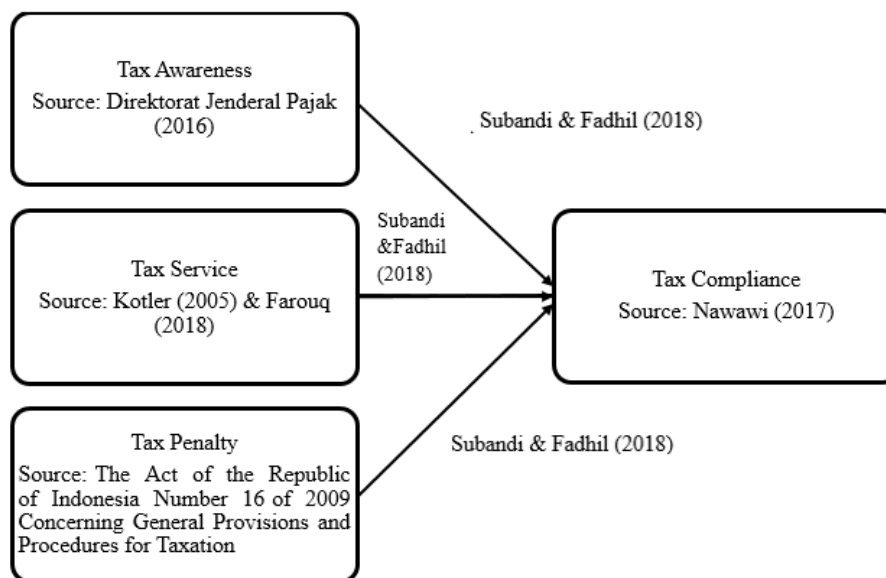 Tax Awareness
Source: Direktorat Jenderal Pajak
(2016)
Subandi & Fadhil (2018)
Tax Service
Source: Kotler (2005) & Farouq
(2018)
Subandi
&Fadhil
(2018)
Tax Compliance
Source: Nawawi (2017)
Tax Penalty
Source: The Act of the Republic
of Indonesia Number 16 of 2009
Concerning General Provisions and
Procedures for Taxation
Subandi & Fadhil (2018)